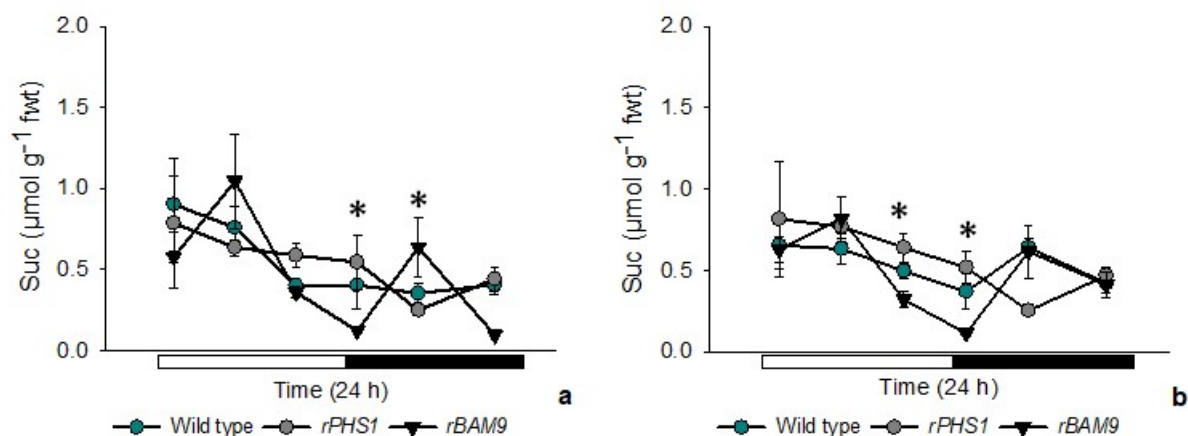 2.0
1.5
1.0
0.5
0.0
Suc (µmol g⁻¹ fwt)
* *
Time (24 h)
a
Wild type rPHS1 rBAM9
2.0
1.5
1.0
0.5
0.0
Suc (µmol g⁻¹ fwt)
* *
Time (24 h)
b
Wild type rPHS1 rBAM9